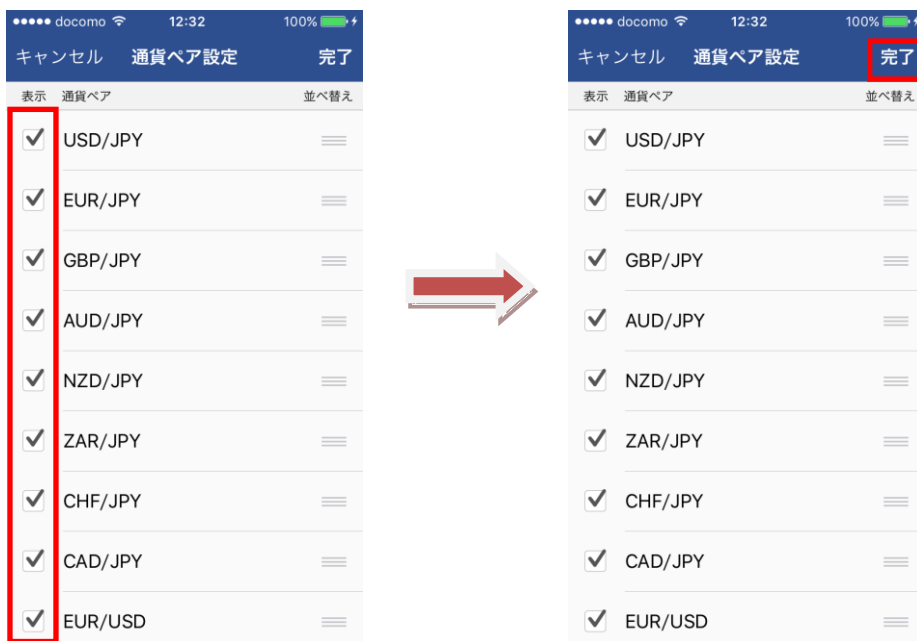 docomo 12:32 100%
キャンセル 通貨ペア設定 完了
表示 通貨ペア 並べ替え
USD/JPY
EUR/JPY
GBP/JPY
AUD/JPY
NZD/JPY
ZAR/JPY
CHF/JPY
CAD/JPY
EUR/USD
docomo 12:32 100%
キャンセル 通貨ペア設定 完了
表示 通貨ペア 並べ替え
USD/JPY
EUR/JPY
GBP/JPY
AUD/JPY
NZD/JPY
ZAR/JPY
CHF/JPY
CAD/JPY
EUR/USD